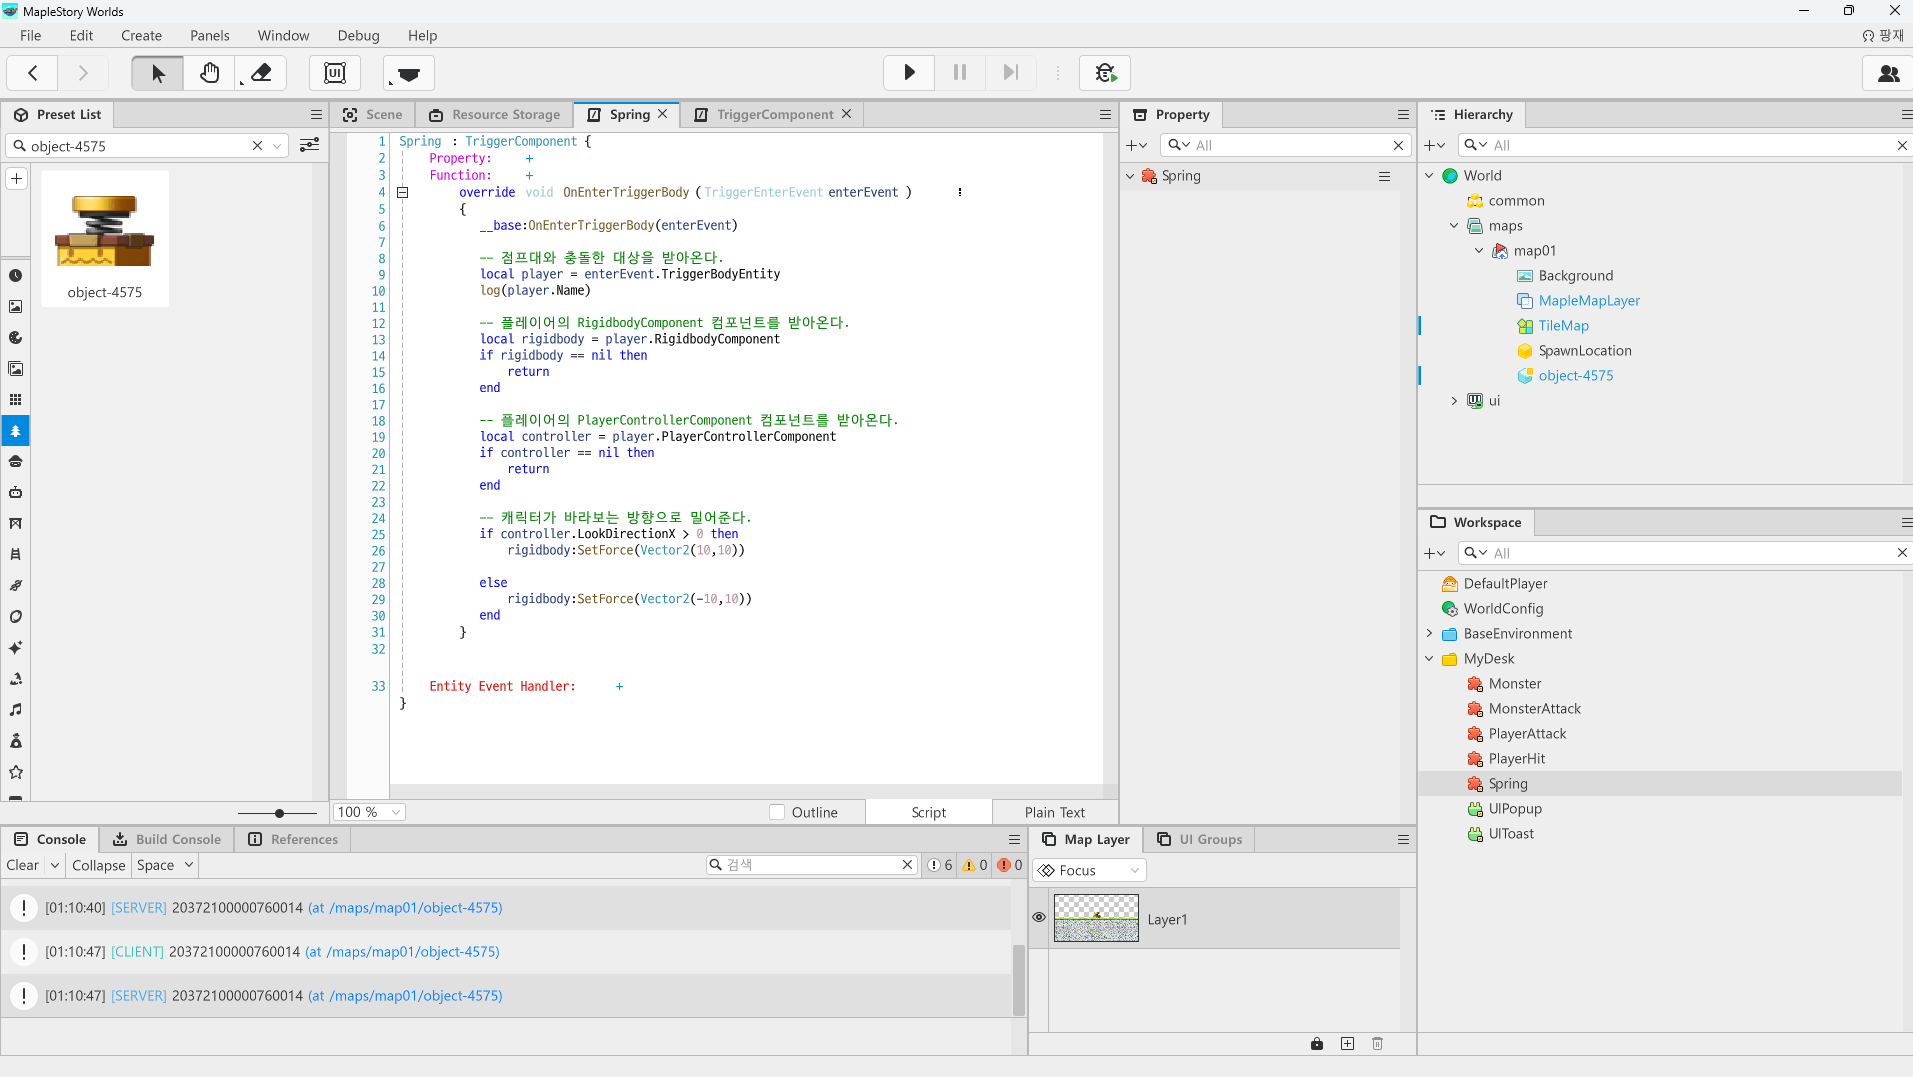 MapleStory Worlds
File Edit Create Panels Window Debug Help
팡재
UI
Preset List
object-4575
object-4575
Scene Resource Storage Spring TriggerComponent
1 Spring : TriggerComponent {
2 Property: +
3 Function: +
4 override void OnEnterTriggerBody ( TriggerEnterEvent enterEvent )
5 {
6 __base:OnEnterTriggerBody(enterEvent)
7
8 -- 점프대와 충돌한 대상을 받아온다.
9 local player = enterEvent.TriggerBodyEntity
10 log(player.Name)
11
12 -- 플레이어의 RigidbodyComponent 컴포넌트를 받아온다.
13 local rigidbody = player.RigidbodyComponent
14 if rigidbody == nil then
15 return
16 end
17
18 -- 플레이어의 PlayerControllerComponent 컴포넌트를 받아온다.
19 local controller = player.PlayerControllerComponent
20 if controller == nil then
21 return
22 end
23
24 -- 캐릭터가 바라보는 방향으로 밀어준다.
25 if controller.LookDirectionX > 0 then
26 rigidbody:SetForce(Vector2(10,10))
27
28 else
29 rigidbody:SetForce(Vector2(-10,10))
30 end
31 }
32
33 Entity Event Handler: +
}
100 %
Outline Script Plain Text
Property
All
Spring
Hierarchy
All
World
common
maps
map01
Background
MapleMapLayer
TileMap
SpawnLocation
object-4575
ui
Workspace
All
DefaultPlayer
WorldConfig
BaseEnvironment
MyDesk
Monster
MonsterAttack
PlayerAttack
PlayerHit
Spring
UIPopup
UIToast
Console Build Console References
Clear Collapse Space 검색 6 0 0
[01:10:40] [SERVER] 20372100000760014 (at /maps/map01/object-4575)
[01:10:47] [CLIENT] 20372100000760014 (at /maps/map01/object-4575)
[01:10:47] [SERVER] 20372100000760014 (at /maps/map01/object-4575)
Map Layer UI Groups
Focus
Layer1